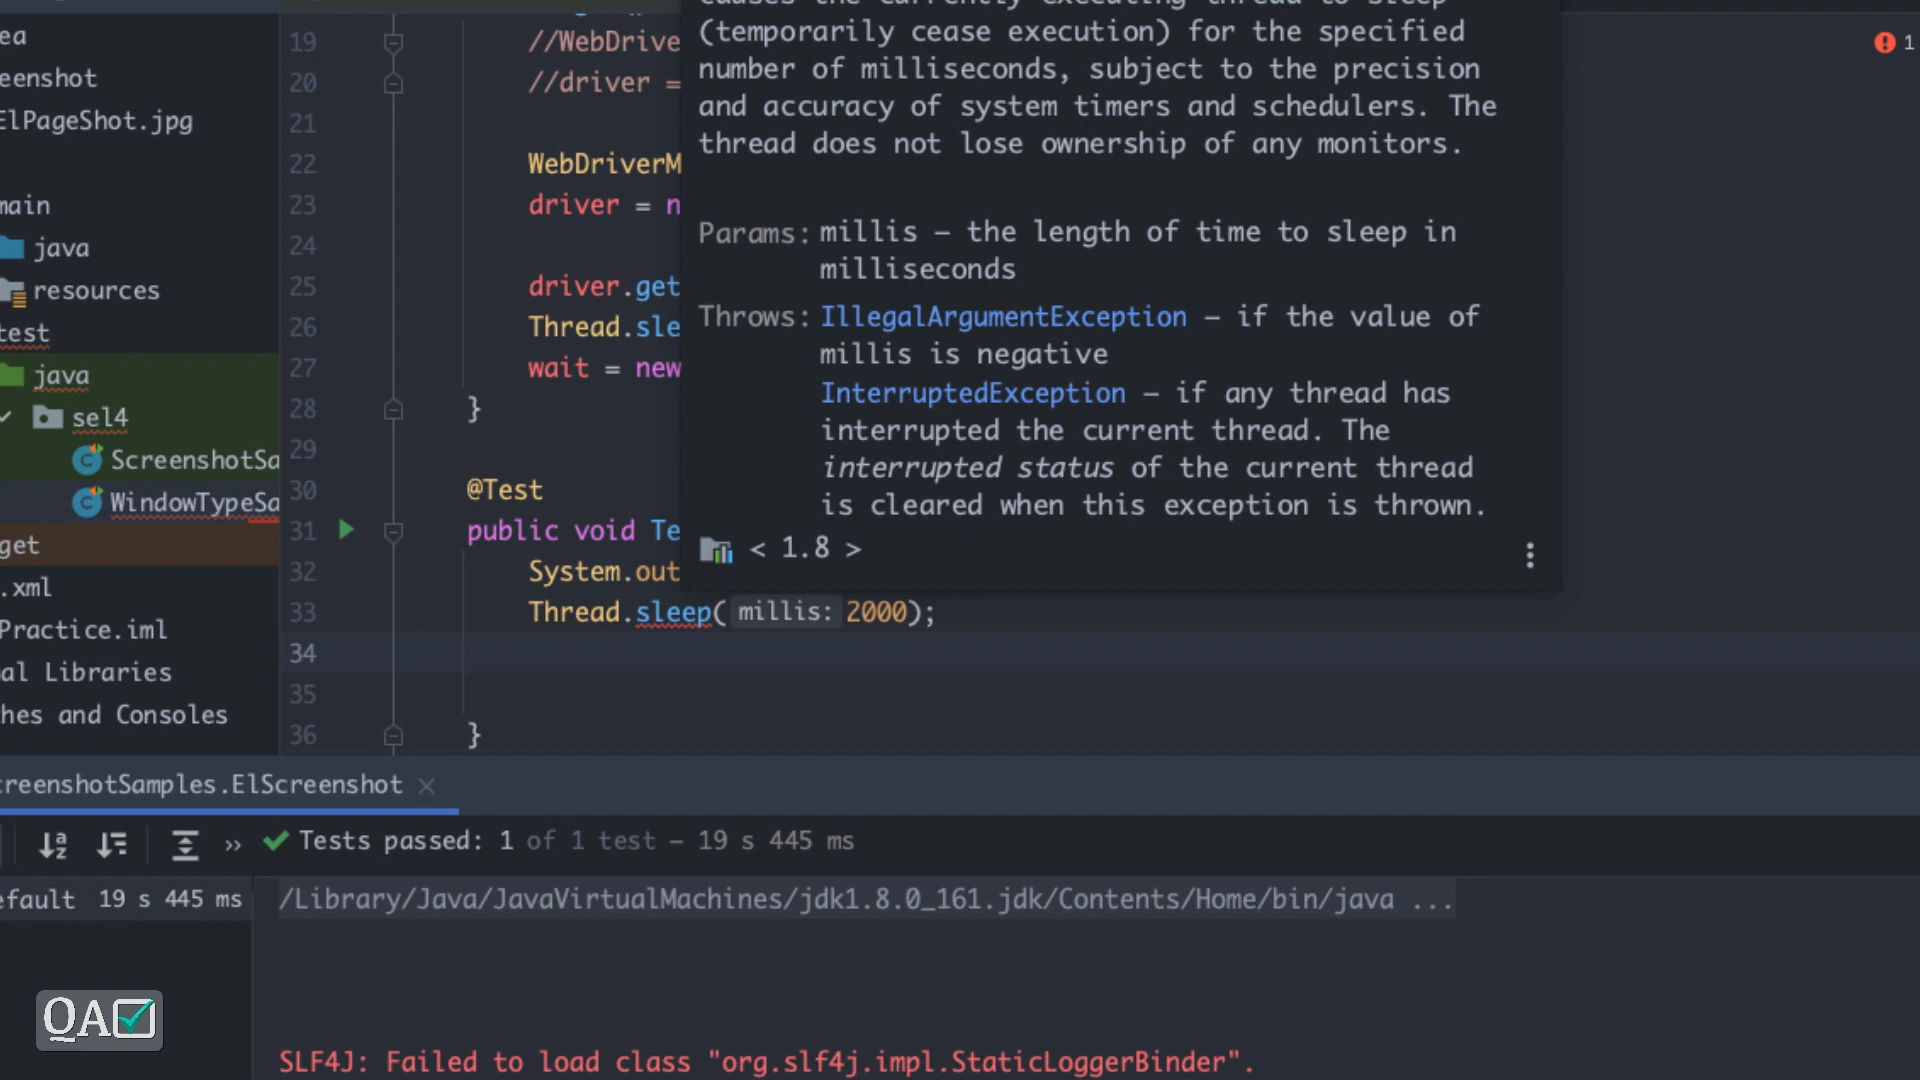 ea
eenshot
ElPageShot.jpg
main
java
resources
test
java
sel4
ScreenshotSa
WindowTypeSa
get
.xml
Practice.iml
al Libraries
hes and Consoles
19 //WebDrive
20 //driver =
21
22 WebDriverM
23 driver = n
24
25 driver.get
26 Thread.sle
27 wait = new
28 }
29
30 @Test
31 public void Te
32 System.out
33 Thread.sleep( millis: 2000);
34
35
36 }
causes the currently executing thread to sleep
(temporarily cease execution) for the specified
number of milliseconds, subject to the precision
and accuracy of system timers and schedulers. The
thread does not lose ownership of any monitors.
Params: millis – the length of time to sleep in
milliseconds
Throws: IllegalArgumentException – if the value of
millis is negative
InterruptedException – if any thread has
interrupted the current thread. The
interrupted status of the current thread
is cleared when this exception is thrown.
< 1.8 >
1
creenshotSamples.ElScreenshot
Tests passed: 1 of 1 test – 19 s 445 ms
efault 19 s 445 ms
/Library/Java/JavaVirtualMachines/jdk1.8.0_161.jdk/Contents/Home/bin/java ...
SLF4J: Failed to load class "org.slf4j.impl.StaticLoggerBinder".
QA